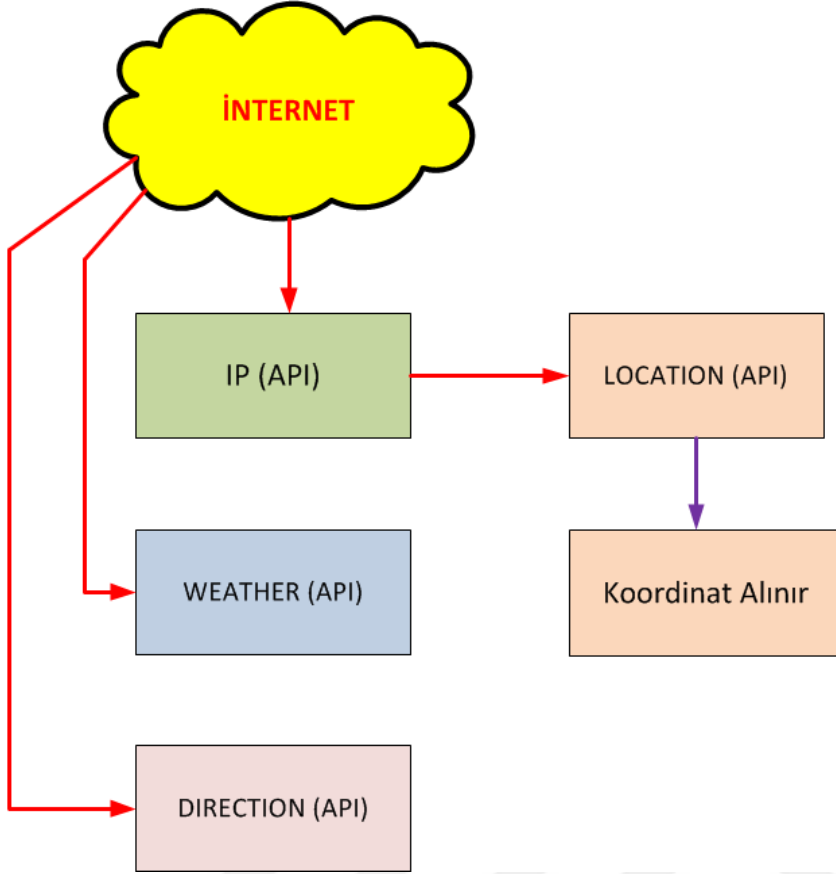 İNTERNET
IP (API)
LOCATION (API)
WEATHER (API)
Koordinat Alınır
DIRECTION (API)